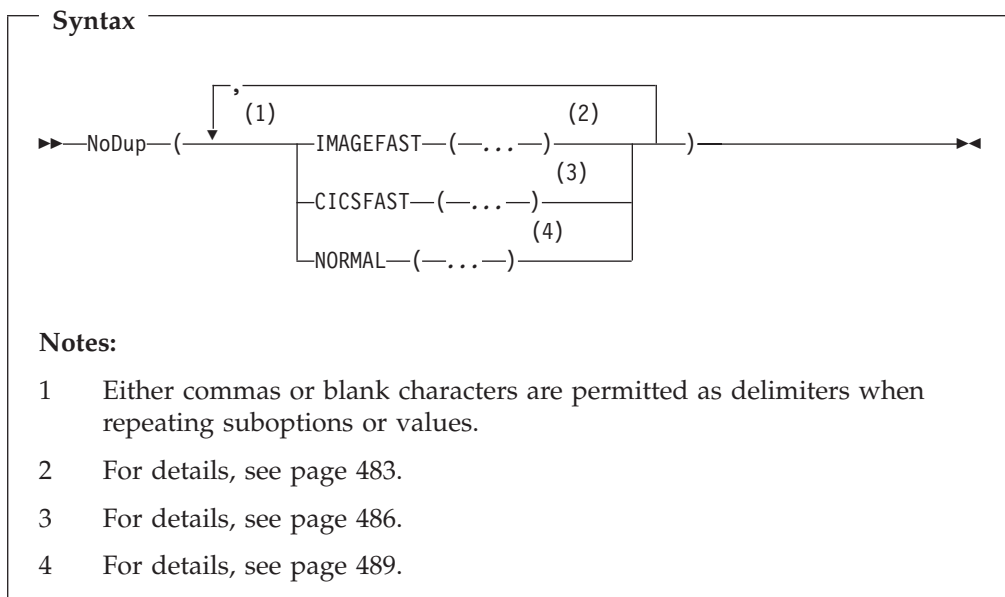 Syntax
,
(1) (2)
►►—NoDup—(—IMAGEFAST—(—...—)—)—►◄
(3)
CICSFAST—(—...—)
(4)
NORMAL—(—...—)
Notes:
1 Either commas or blank characters are permitted as delimiters when
repeating suboptions or values.
2 For details, see page 483.
3 For details, see page 486.
4 For details, see page 489.